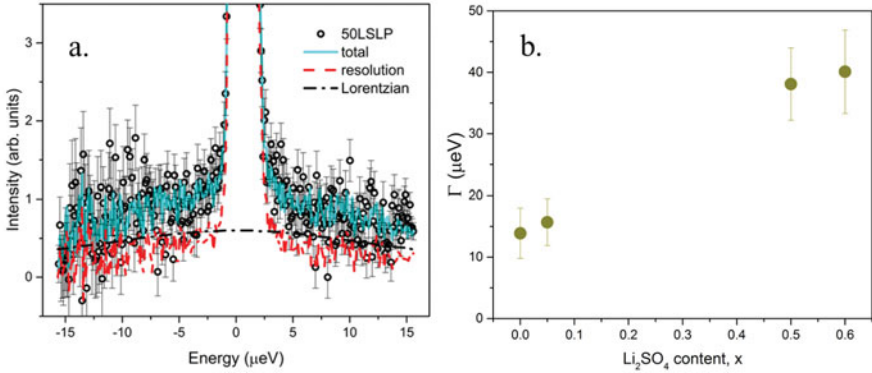 a.
50LSLP
total
resolution
Lorentzian
Intensity (arb. units)
3
2
1
0
-15 -10 -5 0 5 10 15
Energy (μeV)
b.
Γ (μeV)
50
40
30
20
10
0
0.0 0.1 0.2 0.3 0.4 0.5 0.6
Li₂SO₄ content, x